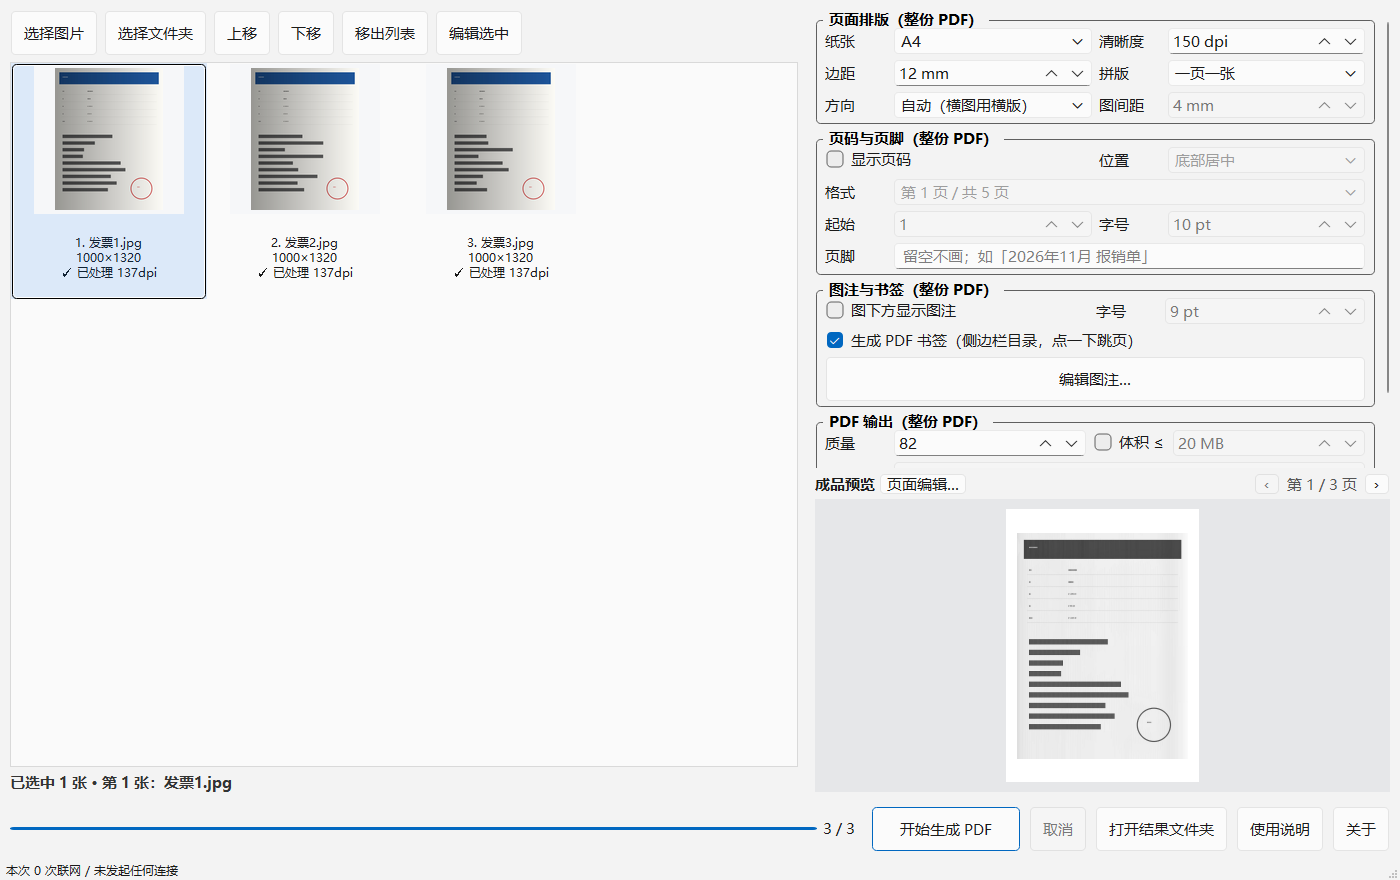 选择图片 选择文件夹 上移 下移 移出列表 编辑选中
1. 发票1.jpg
1000×1320
✓ 已处理 137dpi
2. 发票2.jpg
1000×1320
✓ 已处理 137dpi
3. 发票3.jpg
1000×1320
✓ 已处理 137dpi
已选中 1 张 • 第 1 张：发票1.jpg
页面排版（整份 PDF）
纸张 A4 清晰度 150 dpi
边距 12 mm 拼版 一页一张
方向 自动（横图用横版） 图间距 4 mm
页码与页脚（整份 PDF）
显示页码 位置 底部居中
格式 第 1 页 / 共 5 页
起始 1 字号 10 pt
页脚 留空不画；如「2026年11月 报销单」
图注与书签（整份 PDF）
图下方显示图注 字号 9 pt
生成 PDF 书签（侧边栏目录，点一下跳页）
编辑图注...
PDF 输出（整份 PDF）
质量 82 体积 ≤ 20 MB
成品预览 页面编辑... ‹ 第 1 / 3 页 ›
3 / 3 开始生成 PDF 取消 打开结果文件夹 使用说明 关于
本次 0 次联网 / 未发起任何连接